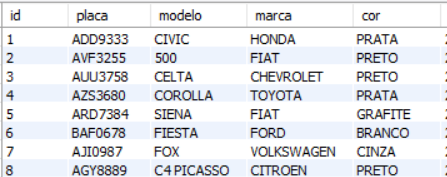 id placa modelo marca cor
1 ADD9333 CIVIC HONDA PRATA
2 AVF3255 500 FIAT PRETO
3 AUU3758 CELTA CHEVROLET PRETO
4 AZS3680 COROLLA TOYOTA PRATA
5 ARD7384 SIENA FIAT GRAFITE
6 BAF0678 FIESTA FORD BRANCO
7 AJI0987 FOX VOLKSWAGEN CINZA
8 AGY8889 C4 PICASSO CITROEN PRETO